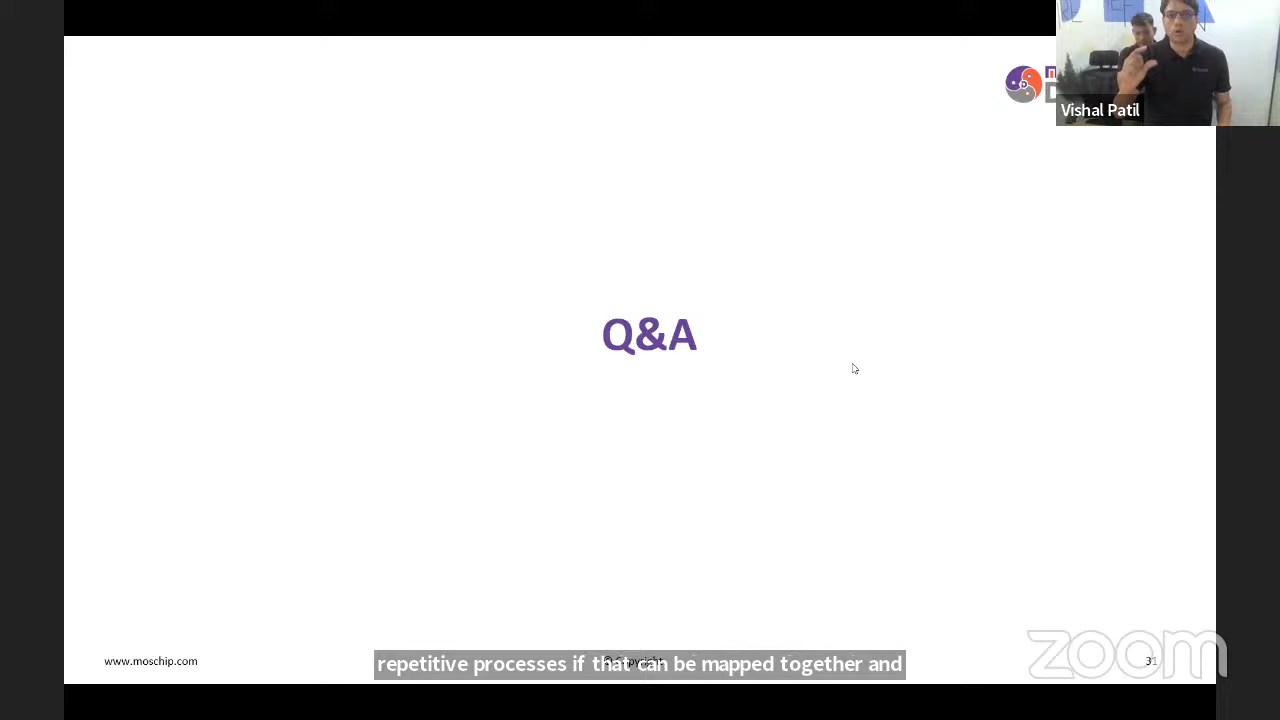 Vishal Patil
Q&A
www.moschip.com
31
repetitive processes if that can be mapped together and
zoom